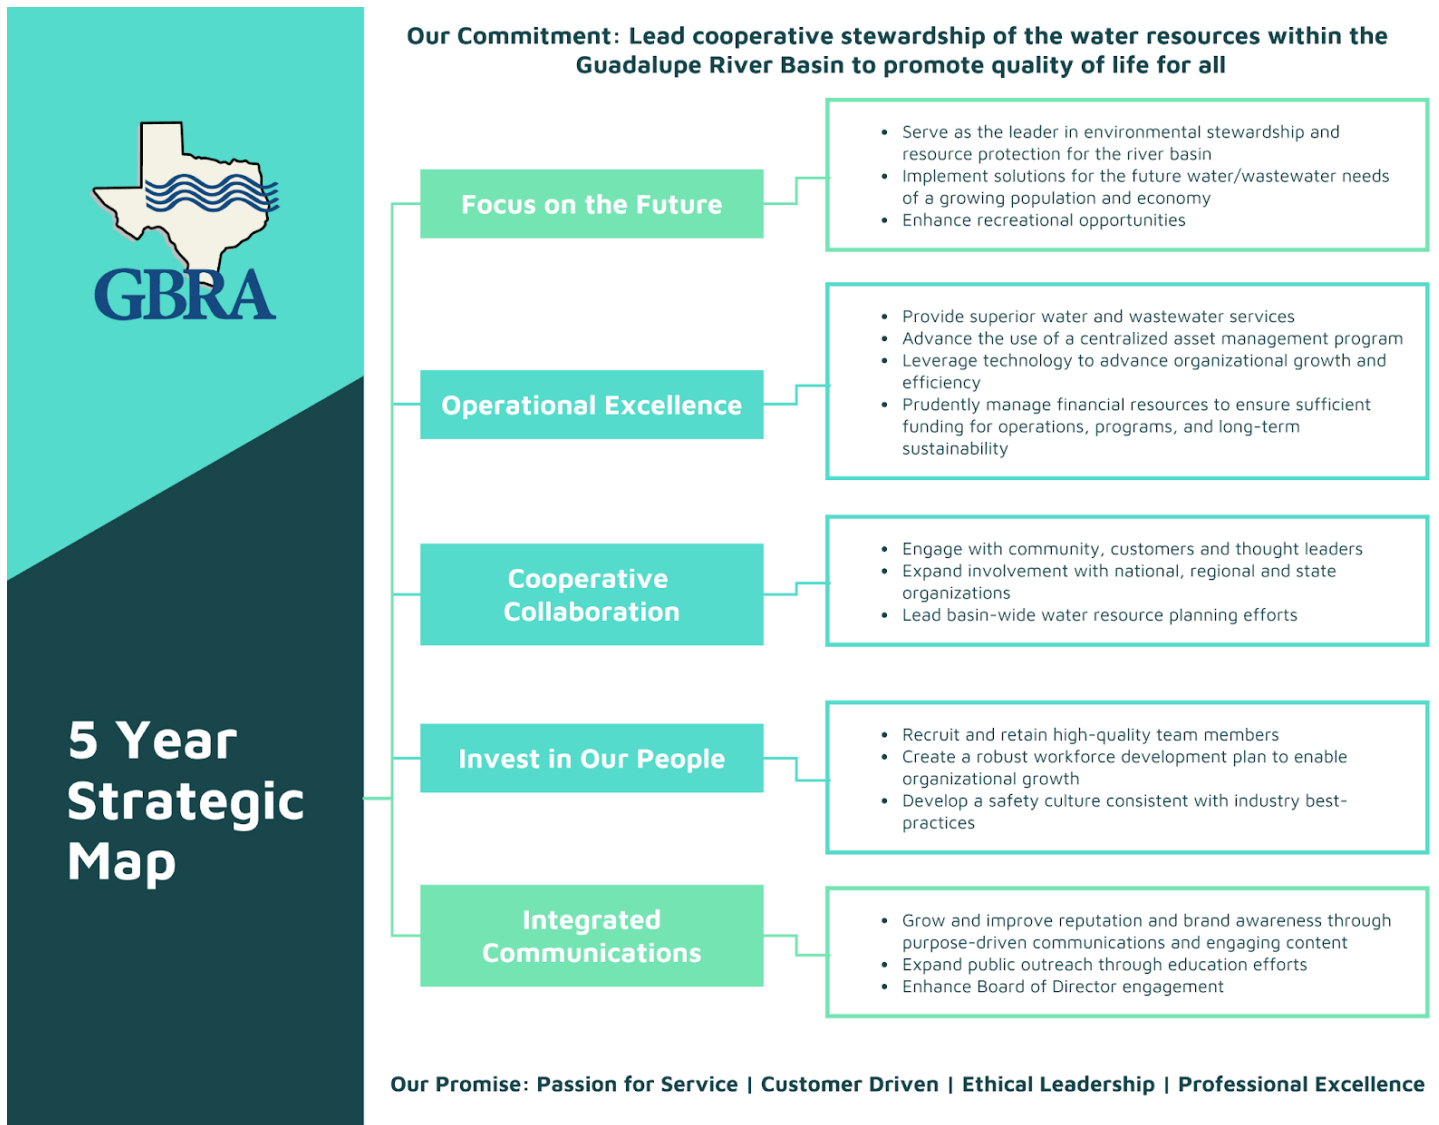 Our Commitment: Lead cooperative stewardship of the water resources within the
Guadalupe River Basin to promote quality of life for all
GBRA
5 Year
Strategic
Map
Focus on the Future
• Serve as the leader in environmental stewardship and
resource protection for the river basin
• Implement solutions for the future water/wastewater needs
of a growing population and economy
• Enhance recreational opportunities
Operational Excellence
• Provide superior water and wastewater services
• Advance the use of a centralized asset management program
• Leverage technology to advance organizational growth and
efficiency
• Prudently manage financial resources to ensure sufficient
funding for operations, programs, and long-term
sustainability
Cooperative
Collaboration
• Engage with community, customers and thought leaders
• Expand involvement with national, regional and state
organizations
• Lead basin-wide water resource planning efforts
Invest in Our People
• Recruit and retain high-quality team members
• Create a robust workforce development plan to enable
organizational growth
• Develop a safety culture consistent with industry best-
practices
Integrated
Communications
• Grow and improve reputation and brand awareness through
purpose-driven communications and engaging content
• Expand public outreach through education efforts
• Enhance Board of Director engagement
Our Promise: Passion for Service | Customer Driven | Ethical Leadership | Professional Excellence